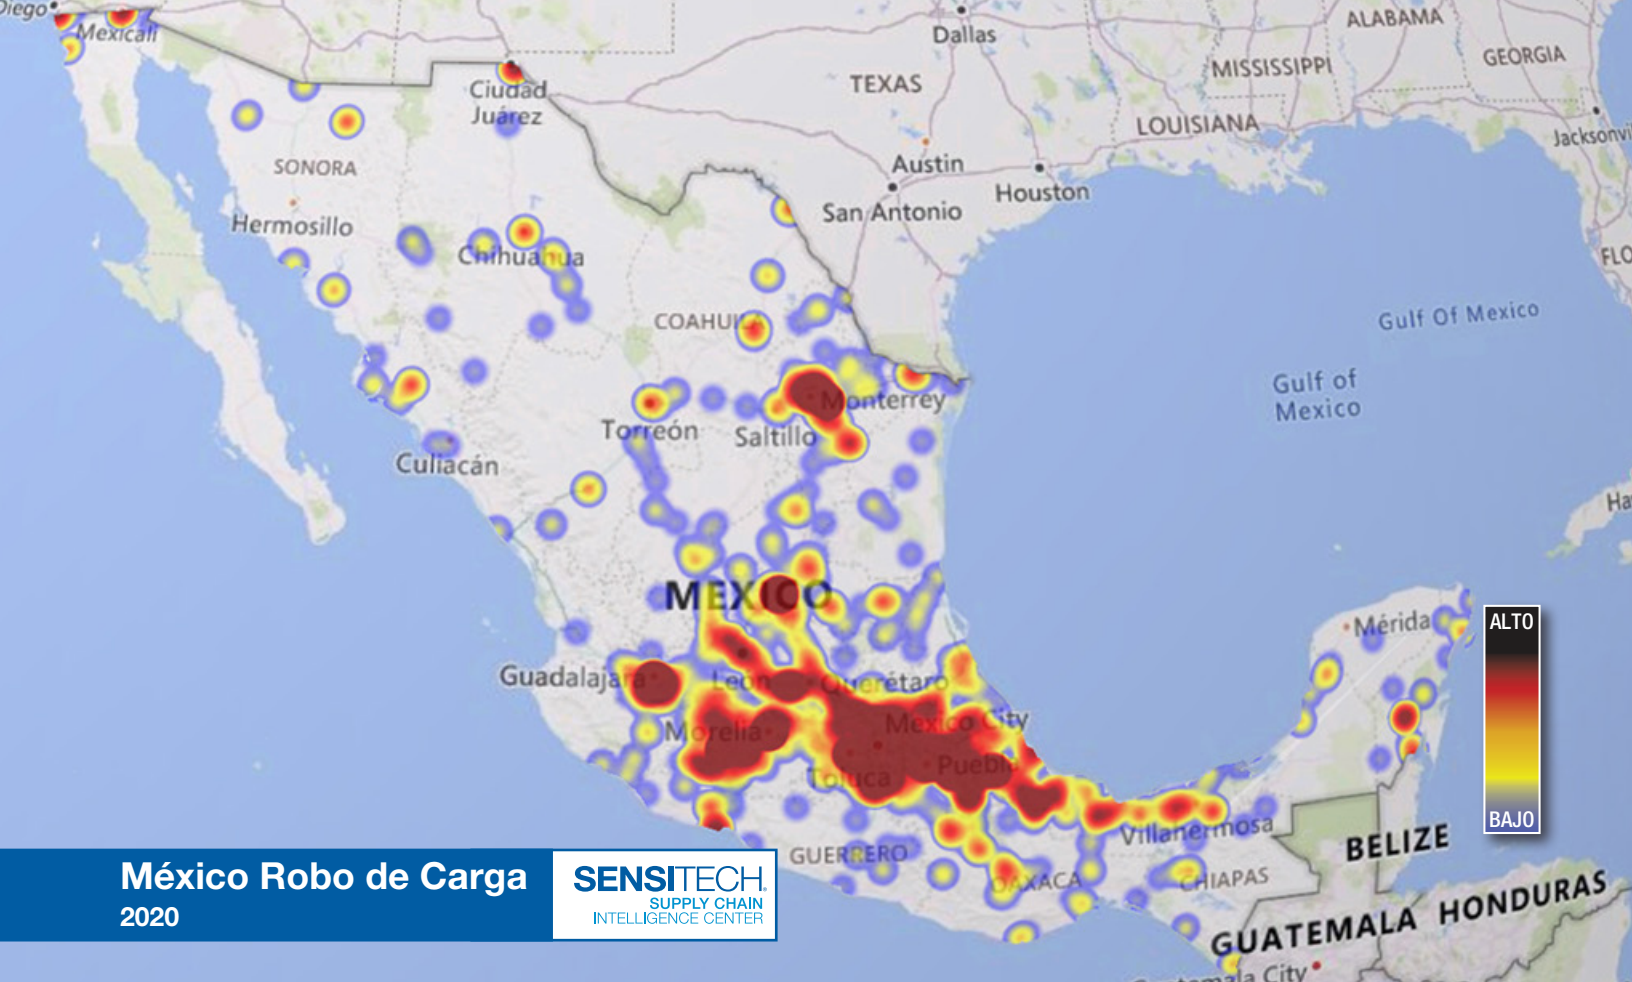 Diego
Mexicali
Ciudad
Juárez
Dallas
TEXAS
ALABAMA
MISSISSIPPI
GEORGIA
LOUISIANA
Jacksonvi
Austin
Houston
San Antonio
SONORA
Hermosillo
Chihuahua
FLO
COAHUILA
Gulf Of Mexico
Gulf of
Mexico
Monterrey
Torreón
Saltillo
Culiacán
Ha
MEXICO
Mérida
ALTO
Guadalajara
León
Querétaro
Morelia
Mexico City
Toluca
Puebla
BAJO
Villahermosa
BELIZE
GUERRERO
OAXACA
CHIAPAS
GUATEMALA
HONDURAS
Guatemala City
México Robo de Carga
2020
SENSITECH.
SUPPLY CHAIN
INTELLIGENCE CENTER